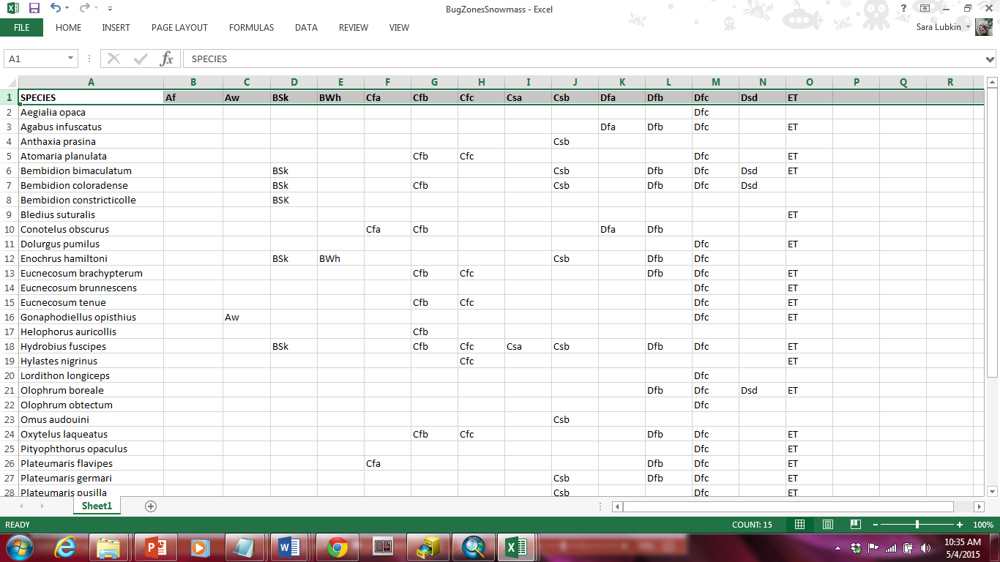 BugZonesSnowmass - Excel
?
FILE HOME INSERT PAGE LAYOUT FORMULAS DATA REVIEW VIEW Sara Lubkin
A1 fx SPECIES
A B C D E F G H I J K L M N O P Q R
1 SPECIES Af Aw BSk BWh Cfa Cfb Cfc Csa Csb Dfa Dfb Dfc Dsd ET
2 Aegialia opaca Dfc
3 Agabus infuscatus Dfa Dfb Dfc ET
4 Anthaxia prasina Csb
5 Atomaria planulata Cfb Cfc Dfc ET
6 Bembidion bimaculatum BSk Csb Dfb Dfc Dsd ET
7 Bembidion coloradense BSk Cfb Csb Dfb Dfc Dsd
8 Bembidion constricticolle BSK
9 Bledius suturalis ET
10 Conotelus obscurus Cfa Cfb Dfa Dfb
11 Dolurgus pumilus Dfc ET
12 Enochrus hamiltoni BSk BWh Csb Dfb Dfc
13 Eucnecosum brachypterum Cfb Cfc Dfb Dfc ET
14 Eucnecosum brunnescens Dfc ET
15 Eucnecosum tenue Cfb Cfc Dfc ET
16 Gonaphodiellus opisthius Aw Dfc ET
17 Helophorus auricollis Cfb
18 Hydrobius fuscipes BSk Cfb Cfc Csa Csb Dfb Dfc ET
19 Hylastes nigrinus Cfc ET
20 Lordithon longiceps Dfc
21 Olophrum boreale Dfb Dfc Dsd ET
22 Olophrum obtectum Dfc
23 Omus audouini Csb
24 Oxytelus laqueatus Cfb Cfc Dfb Dfc ET
25 Pityophthorus opaculus Dfc ET
26 Plateumaris flavipes Cfa Dfb Dfc ET
27 Plateumaris germari Csb Dfb Dfc ET
28 Plateumaris pusilla Csb Dfc ET
Sheet1
READY COUNT: 15 100%
10:35 AM
5/4/2015